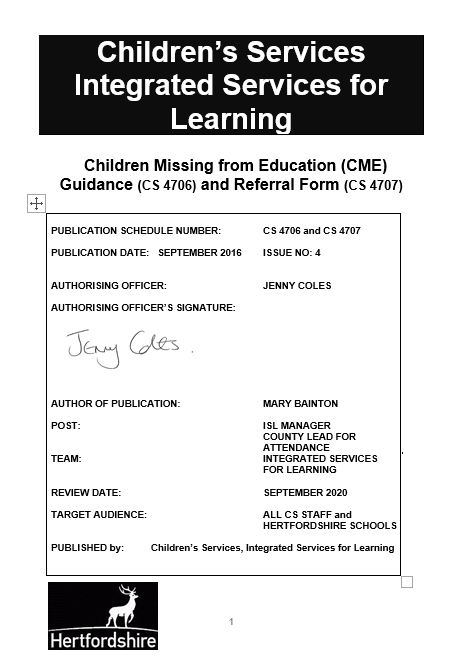 Children's Services
Integrated Services for
Learning
Children Missing from Education (CME)
Guidance (CS 4706) and Referral Form (CS 4707)
PUBLICATION SCHEDULE NUMBER: CS 4706 and CS 4707
PUBLICATION DATE: SEPTEMBER 2016 ISSUE NO: 4
AUTHORISING OFFICER: JENNY COLES
AUTHORISING OFFICER'S SIGNATURE:
Jenny Coles .
AUTHOR OF PUBLICATION: MARY BAINTON
POST: ISL MANAGER
COUNTY LEAD FOR
ATTENDANCE
TEAM: INTEGRATED SERVICES
FOR LEARNING
REVIEW DATE: SEPTEMBER 2020
TARGET AUDIENCE: ALL CS STAFF and
HERTFORDSHIRE SCHOOLS
PUBLISHED by: Children's Services, Integrated Services for Learning
Hertfordshire
1